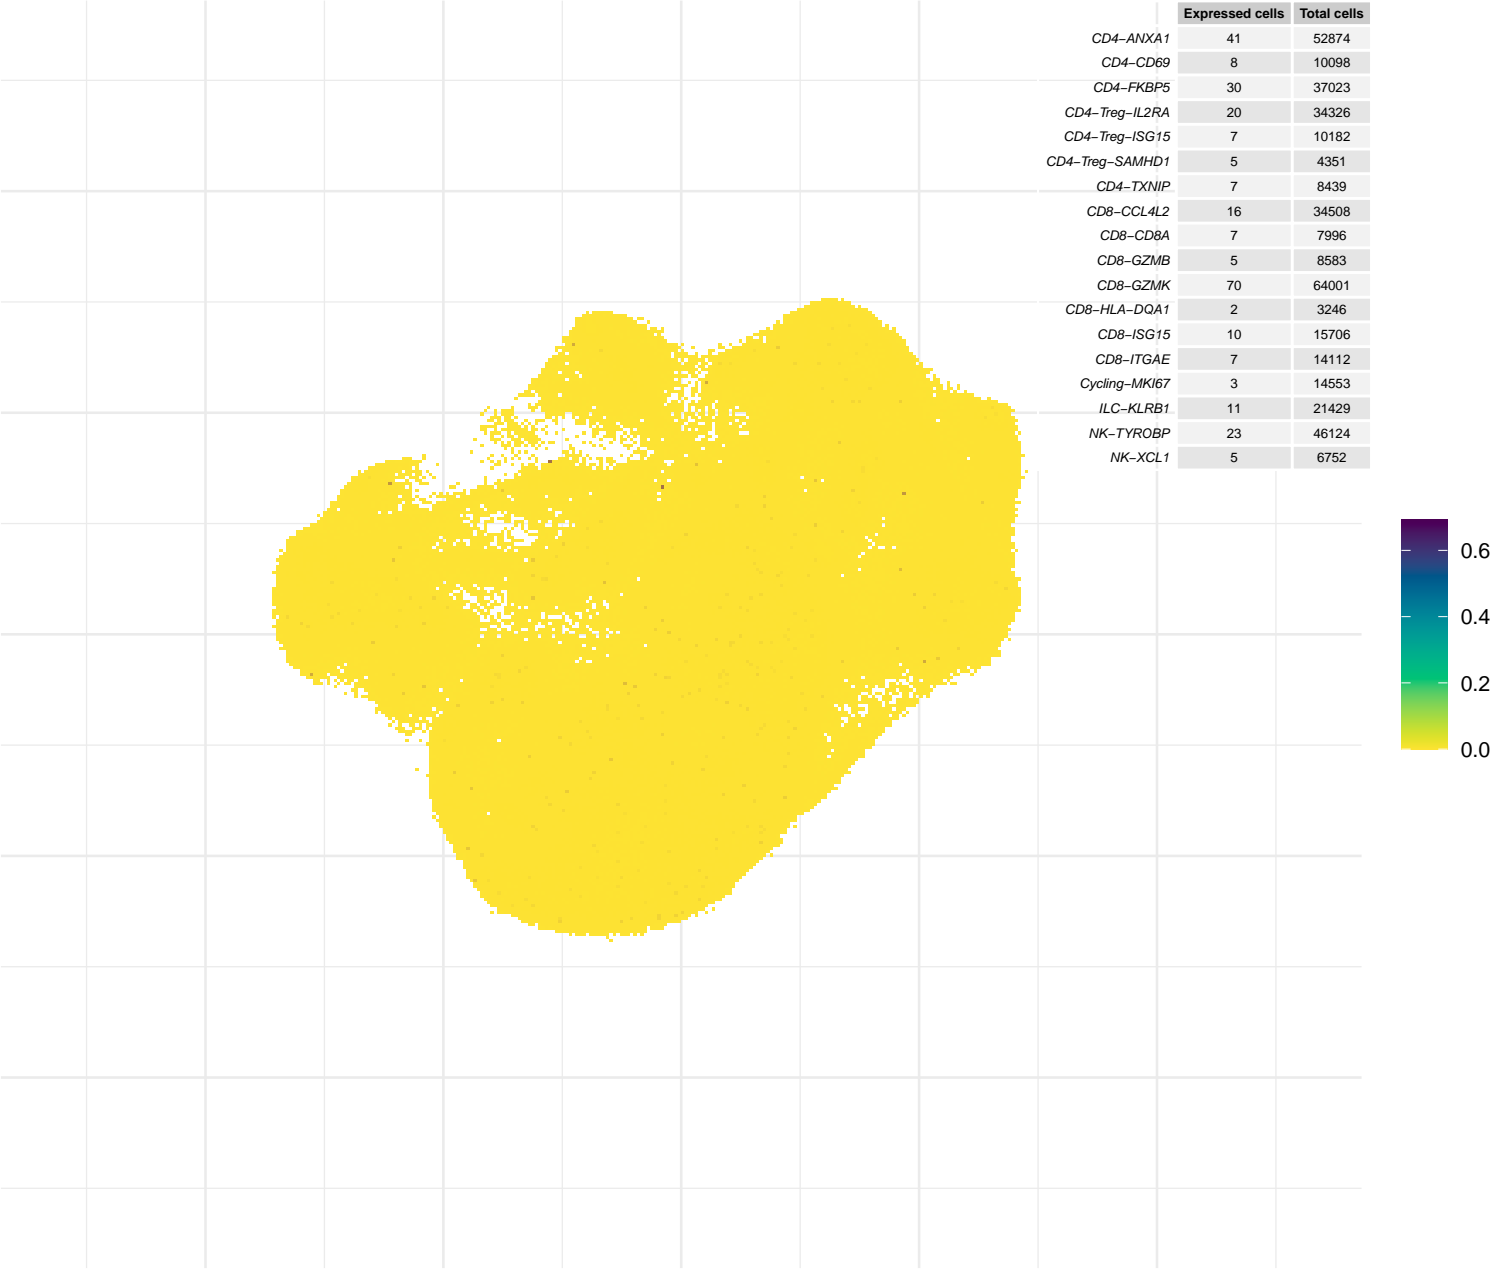 Expressed cells Total cells
CD4−ANXA1 41 52874
CD4−CD69 8 10098
CD4−FKBP5 30 37023
CD4−Treg−IL2RA 20 34326
CD4−Treg−ISG15 7 10182
CD4−Treg−SAMHD1 5 4351
CD4−TXNIP 7 8439
CD8−CCL4L2 16 34508
CD8−CD8A 7 7996
CD8−GZMB 5 8583
CD8−GZMK 70 64001
CD8−HLA−DQA1 2 3246
CD8−ISG15 10 15706
CD8−ITGAE 7 14112
Cycling−MKI67 3 14553
ILC−KLRB1 11 21429
NK−TYROBP 23 46124
NK−XCL1 5 6752
0.6
0.4
0.2
0.0